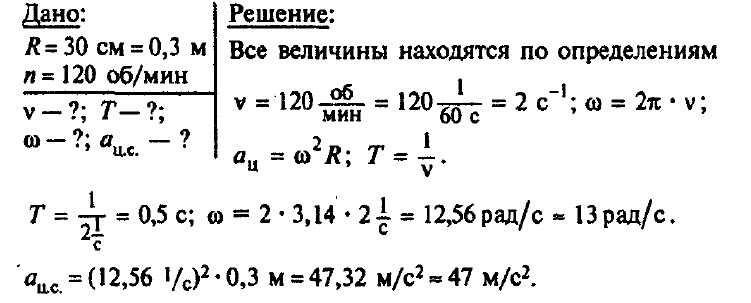 Дано:
R = 30 см = 0,3 м
n = 120 об/мин
ν – ?; T – ?;
ω – ?; aц.с. – ?
Решение:
Все величины находятся по определениям
ν = 120 об/мин = 120 1/60 с = 2 с⁻¹; ω = 2π · ν;
aц = ω²R; T = 1/ν.
T = 1/(2 1/с) = 0,5 с; ω = 2 · 3,14 · 2 1/с = 12,56 рад/с ≈ 13 рад/с.
aц.с. = (12,56 1/с)² · 0,3 м = 47,32 м/с² ≈ 47 м/с².